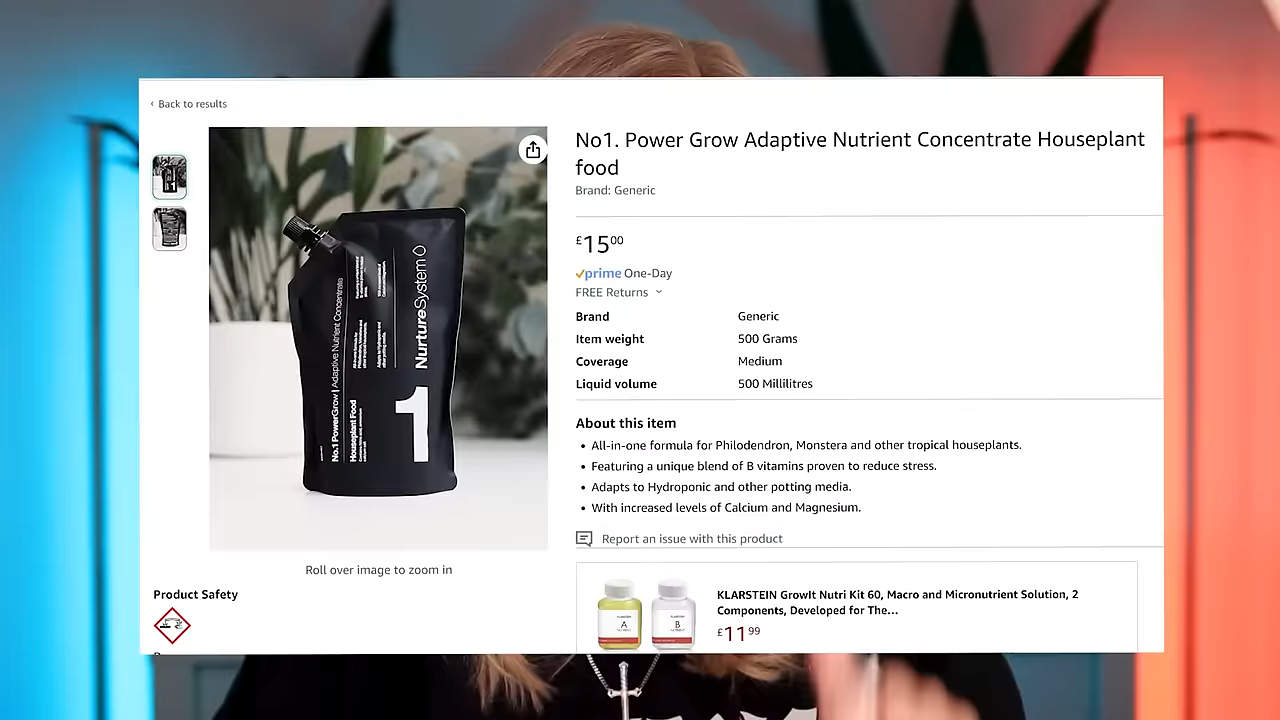 ‹ Back to results
No1. Power Grow Adaptive Nutrient Concentrate Houseplant
food
Brand: Generic
£15⁰⁰
prime One-Day
FREE Returns
Brand Generic
Item weight 500 Grams
Coverage Medium
Liquid volume 500 Millilitres
About this item
• All-in-one formula for Philodendron, Monstera and other tropical houseplants.
• Featuring a unique blend of B vitamins proven to reduce stress.
• Adapts to Hydroponic and other potting media.
• With increased levels of Calcium and Magnesium.
Report an issue with this product
No.1 PowerGrow | Adaptive Nutrient Concentrate
Houseplant Food
1
NurtureSystem
Roll over image to zoom in
Product Safety
KLARSTEIN GrowIt Nutri Kit 60, Macro and Micronutrient Solution, 2
Components, Developed for The...
£11⁹⁹
A
B